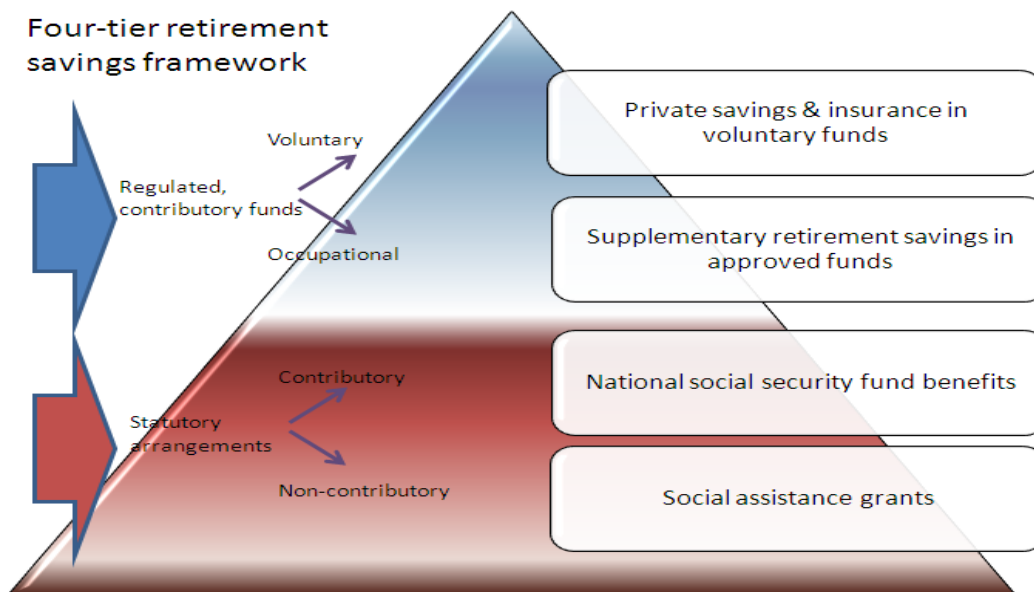 Four-tier retirement
savings framework
Private savings & insurance in
voluntary funds
Voluntary
Regulated,
contributory funds
Supplementary retirement savings in
approved funds
Occupational
Contributory
National social security fund benefits
Statutory
arrangements
Non-contributory
Social assistance grants